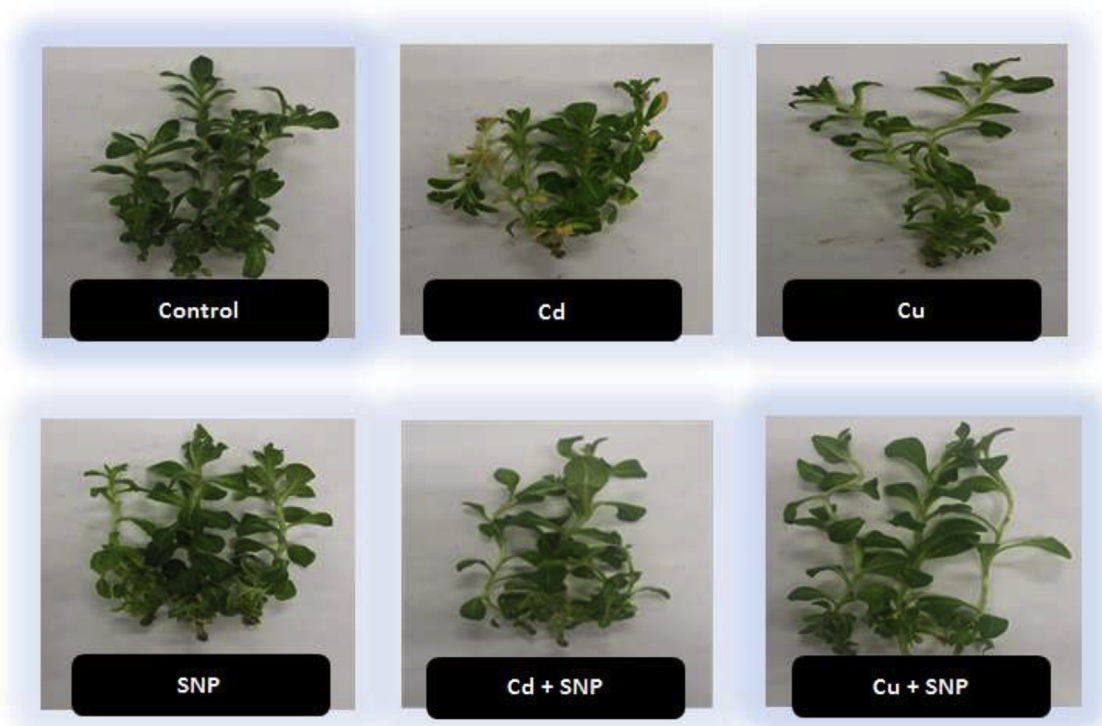 Control
Cd
Cu
SNP
Cd + SNP
Cu + SNP